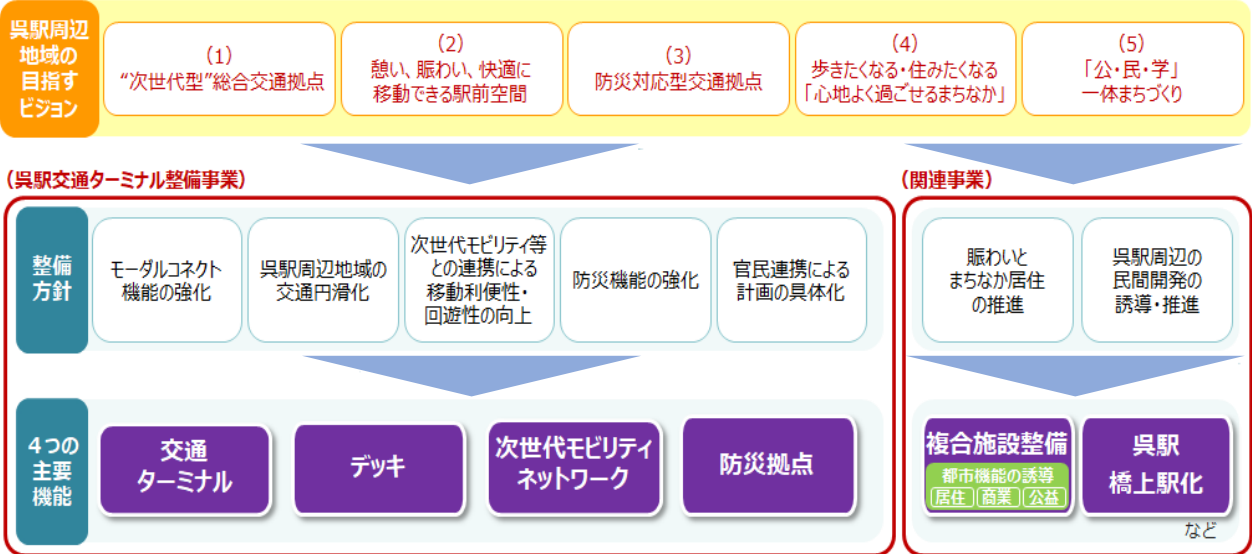 呉駅周辺
地域の
目指す
ビジョン
(1)
“次世代型”総合交通拠点
(2)
憩い、賑わい、快適に
移動できる駅前空間
(3)
防災対応型交通拠点
(4)
歩きたくなる・住みたくなる
「心地よく過ごせるまちなか」
(5)
「公・民・学」
一体まちづくり
(呉駅交通ターミナル整備事業)
整備
方針
モーダルコネクト
機能の強化
呉駅周辺地域の
交通円滑化
次世代モビリティ等
との連携による
移動利便性・
回遊性の向上
防災機能の強化
官民連携による
計画の具体化
4つの
主要
機能
交通
ターミナル
デッキ
次世代モビリティ
ネットワーク
防災拠点
(関連事業)
賑わいと
まちなか居住
の推進
呉駅周辺の
民間開発の
誘導・推進
複合施設整備
都市機能の誘導
居住 商業 公益
呉駅
橋上駅化
など